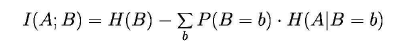 I(A;B) = H(B) − ∑_b P(B = b) · H(A|B = b)